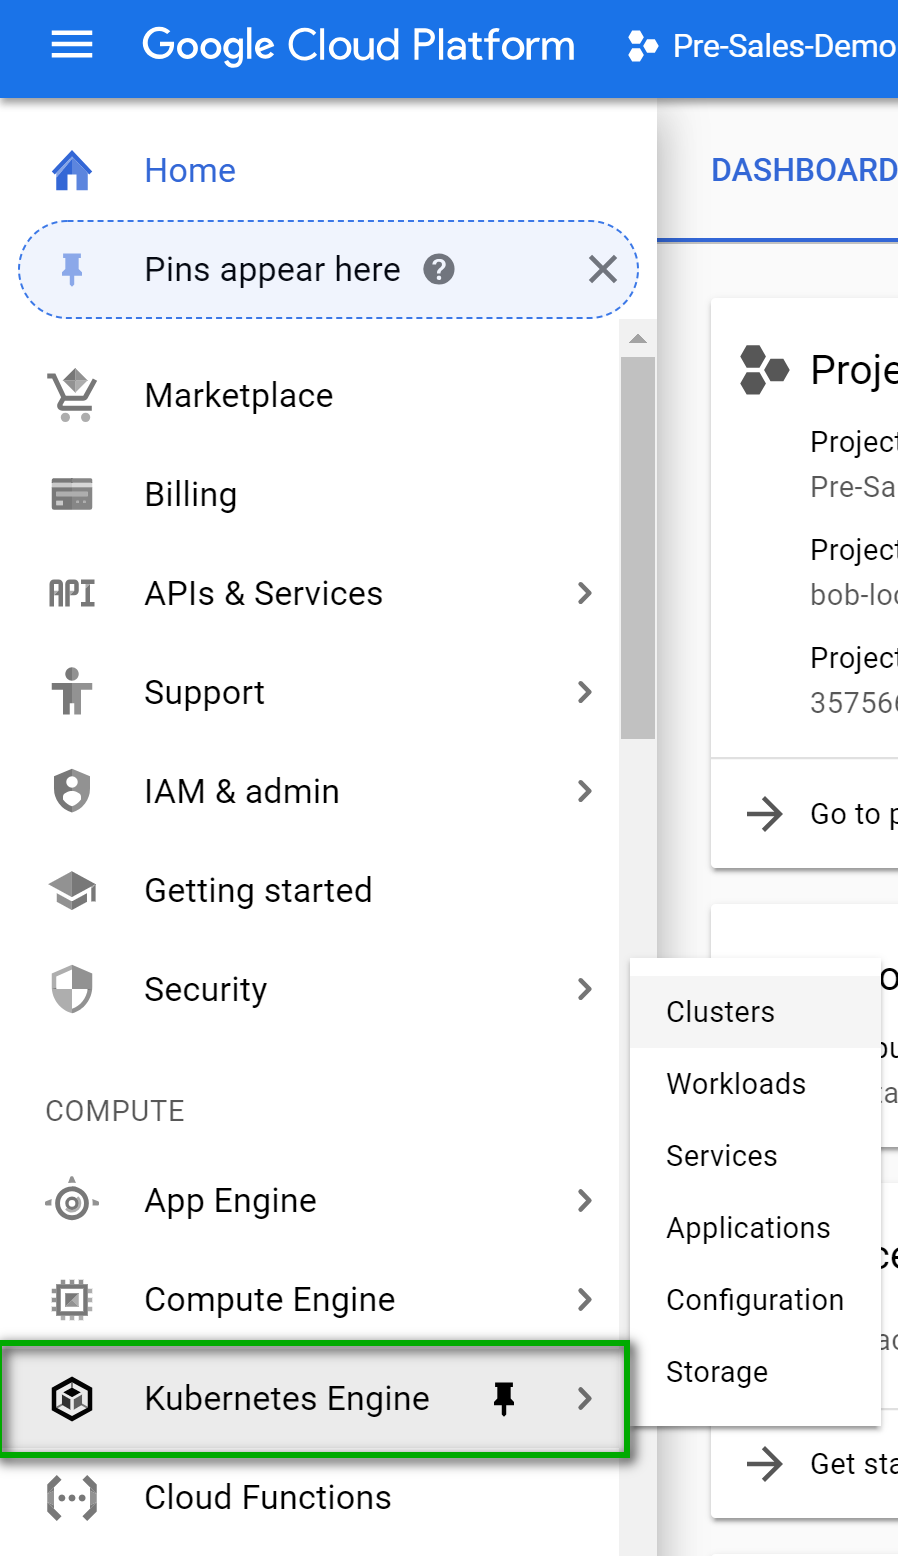 Google Cloud Platform
Pre-Sales-Demo
Home
DASHBOARD
Pins appear here
Marketplace
Billing
API
APIs & Services
Support
IAM & admin
Getting started
Security
COMPUTE
App Engine
Compute Engine
Kubernetes Engine
Cloud Functions
Clusters
Workloads
Services
Applications
Configuration
Storage
Proje
Project
Pre-Sa
Project
bob-loc
Project
35756
Go to p
Get sta